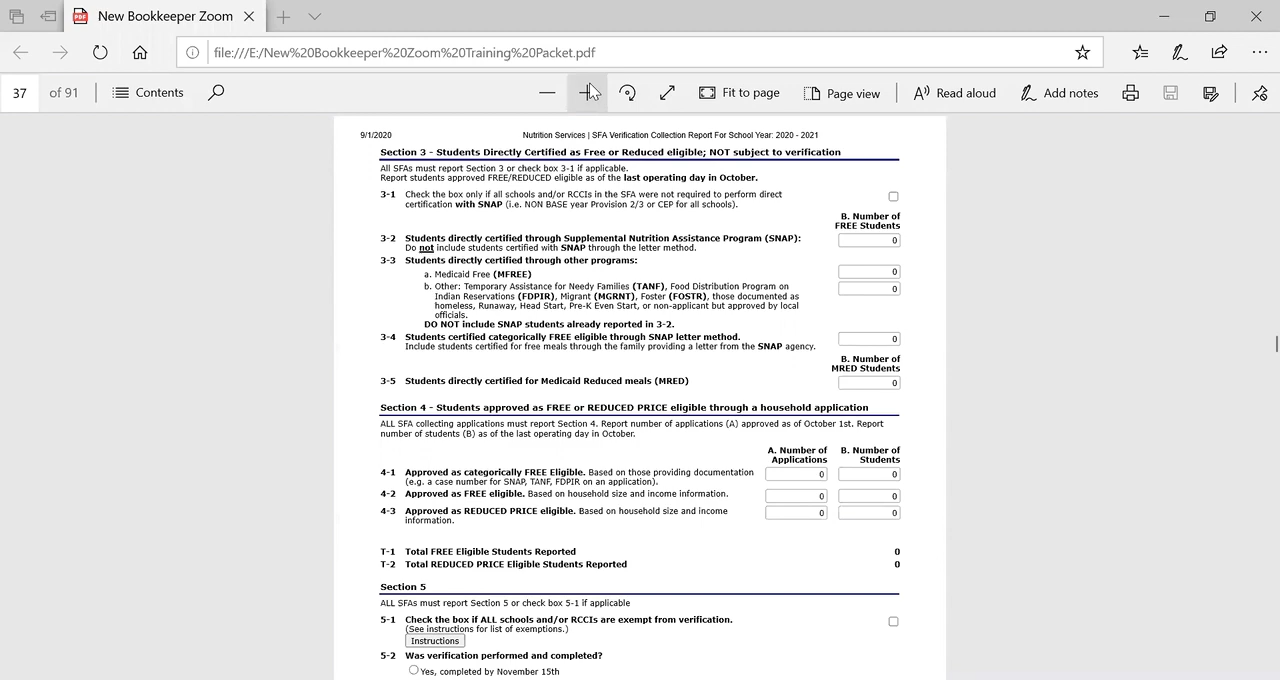 New Bookkeeper Zoom
file:///E:/New%20Bookkeeper%20Zoom%20Training%20Packet.pdf
37 of 91 Contents Fit to page Page view Read aloud Add notes
9/1/2020 Nutrition Services | SFA Verification Collection Report For School Year: 2020 - 2021
Section 3 - Students Directly Certified as Free or Reduced eligible; NOT subject to verification
All SFAs must report Section 3 or check box 3-1 if applicable.
Report students approved FREE/REDUCED eligible as of the last operating day in October.
3-1 Check the box only if all schools and/or RCCIs in the SFA were not required to perform direct
certification with SNAP (i.e. NON BASE year Provision 2/3 or CEP for all schools).
B. Number of
FREE Students
3-2 Students directly certified through Supplemental Nutrition Assistance Program (SNAP): 0
Do not include students certified with SNAP through the letter method.
3-3 Students directly certified through other programs:
a. Medicaid Free (MFREE) 0
b. Other: Temporary Assistance for Needy Families (TANF), Food Distribution Program on 0
Indian Reservations (FDPIR), Migrant (MGRNT), Foster (FOSTR), those documented as
homeless, Runaway, Head Start, Pre-K Even Start, or non-applicant but approved by local
officials.
DO NOT include SNAP students already reported in 3-2.
3-4 Students certified categorically FREE eligible through SNAP letter method. 0
Include students certified for free meals through the family providing a letter from the SNAP agency.
B. Number of
MRED Students
3-5 Students directly certified for Medicaid Reduced meals (MRED) 0
Section 4 - Students approved as FREE or REDUCED PRICE eligible through a household application
ALL SFA collecting applications must report Section 4. Report number of applications (A) approved as of October 1st. Report
number of students (B) as of the last operating day in October.
A. Number of B. Number of
Applications Students
4-1 Approved as categorically FREE Eligible. Based on those providing documentation 0 0
(e.g. a case number for SNAP, TANF, FDPIR on an application).
4-2 Approved as FREE eligible. Based on household size and income information. 0 0
4-3 Approved as REDUCED PRICE eligible. Based on household size and income 0 0
information.
T-1 Total FREE Eligible Students Reported 0
T-2 Total REDUCED PRICE Eligible Students Reported 0
Section 5
ALL SFAs must report Section 5 or check box 5-1 if applicable
5-1 Check the box if ALL schools and/or RCCIs are exempt from verification.
(See instructions for list of exemptions.)
Instructions
5-2 Was verification performed and completed?
Yes, completed by November 15th